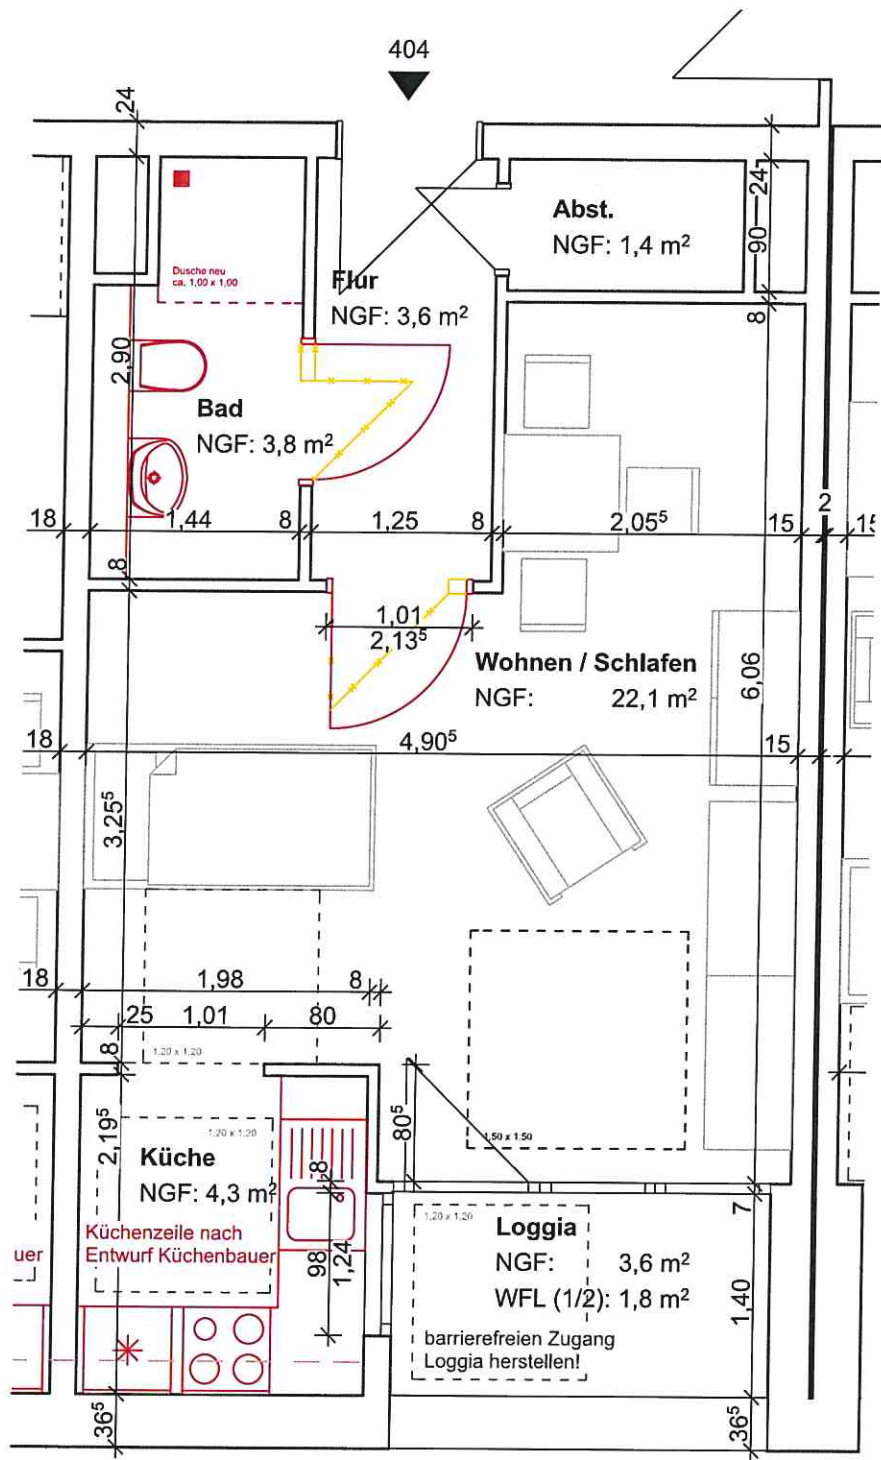 404
24
Abst.
NGF: 1,4 m²
24
90
Dusche neu
ca. 1,00 x 1,00
Flur
NGF: 3,6 m²
8
2,90
Bad
NGF: 3,8 m²
18
1,44
8
1,25
8
2,05⁵
15
2
15
8
1,01
2,13⁵
Wohnen / Schlafen
NGF: 22,1 m²
6,06
18
4,90⁵
15
3,25⁵
18
1,98
8
25
1,01
80
8
1,20 x 1,20
80⁵
1,50 x 1,50
2,19⁵
1,20 x 1,20
Küche
NGF: 4,3 m²
8
7
1,20 x 1,20
Loggia
NGF: 3,6 m²
WFL (1/2): 1,8 m²
Küchenzeile nach
Entwurf Küchenbauer
uer
98
1,24
1,40
barrierefreien Zugang
Loggia herstellen!
36⁵
36⁵